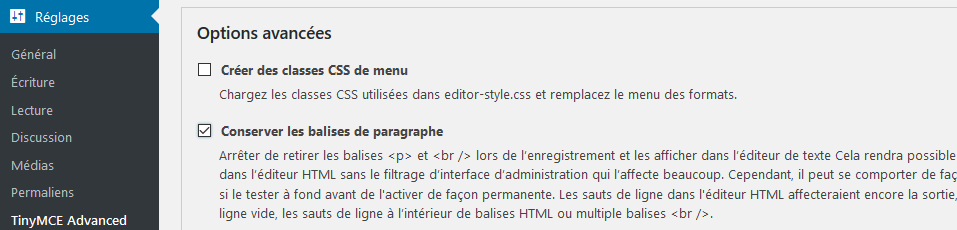 Réglages
Général
Écriture
Lecture
Discussion
Médias
Permaliens
TinyMCE Advanced
Options avancées
Créer des classes CSS de menu
Chargez les classes CSS utilisées dans editor-style.css et remplacez le menu des formats.
Conserver les balises de paragraphe
Arrêter de retirer les balises <p> et <br /> lors de l'enregistrement et les afficher dans l'éditeur de texte Cela rendra possible
dans l'éditeur HTML sans le filtrage d'interface d'administration qui l'affecte beaucoup. Cependant, il peut se comporter de faç
si le tester à fond avant de l'activer de façon permanente. Les sauts de ligne dans l'éditeur HTML affecteraient encore la sortie,
ligne vide, les sauts de ligne à l'intérieur de balises HTML ou multiple balises <br />.